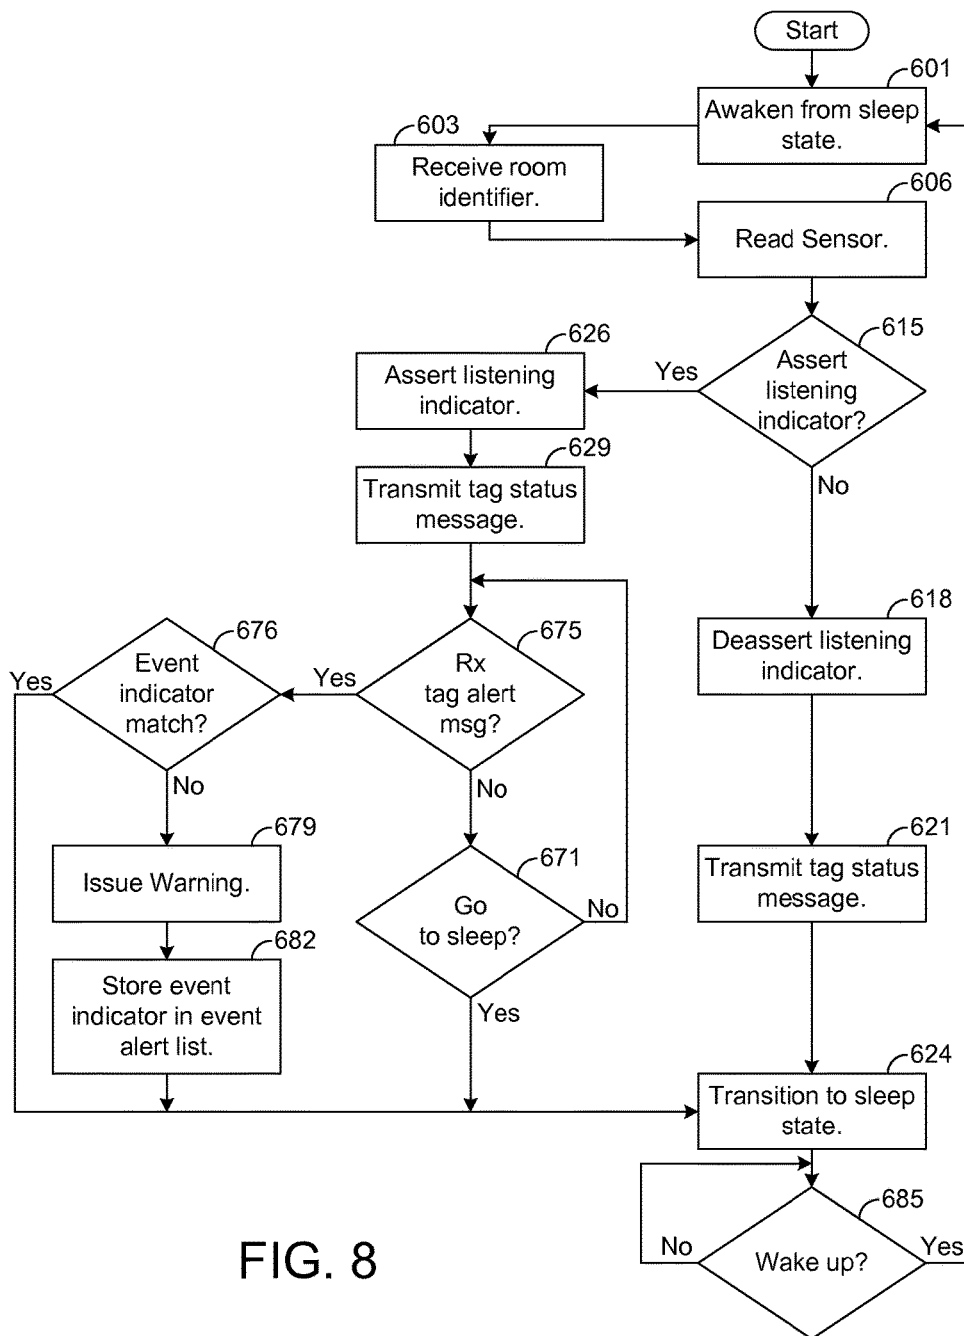 Start
601
Awaken from sleep
state.
603
Receive room
identifier.
606
Read Sensor.
615
Assert
listening
indicator?
Yes
No
626
Assert listening
indicator.
629
Transmit tag status
message.
618
Deassert listening
indicator.
675
Rx
tag alert
msg?
Yes
No
676
Event
indicator
match?
Yes
No
679
Issue Warning.
671
Go
to sleep?
No
Yes
621
Transmit tag status
message.
682
Store event
indicator in event
alert list.
624
Transition to sleep
state.
685
Wake up?
No
Yes
FIG. 8